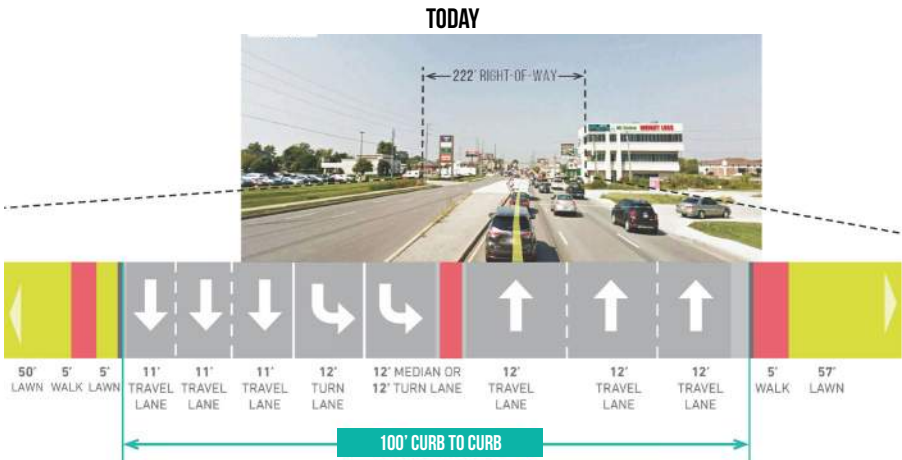 TODAY
222' RIGHT-OF-WAY
WEIGHT LOSS
50' LAWN
5' WALK
5' LAWN
11' TRAVEL LANE
11' TRAVEL LANE
11' TRAVEL LANE
12' TURN LANE
12' MEDIAN OR 12' TURN LANE
12' TRAVEL LANE
12' TRAVEL LANE
12' TRAVEL LANE
5' WALK
57' LAWN
100' CURB TO CURB